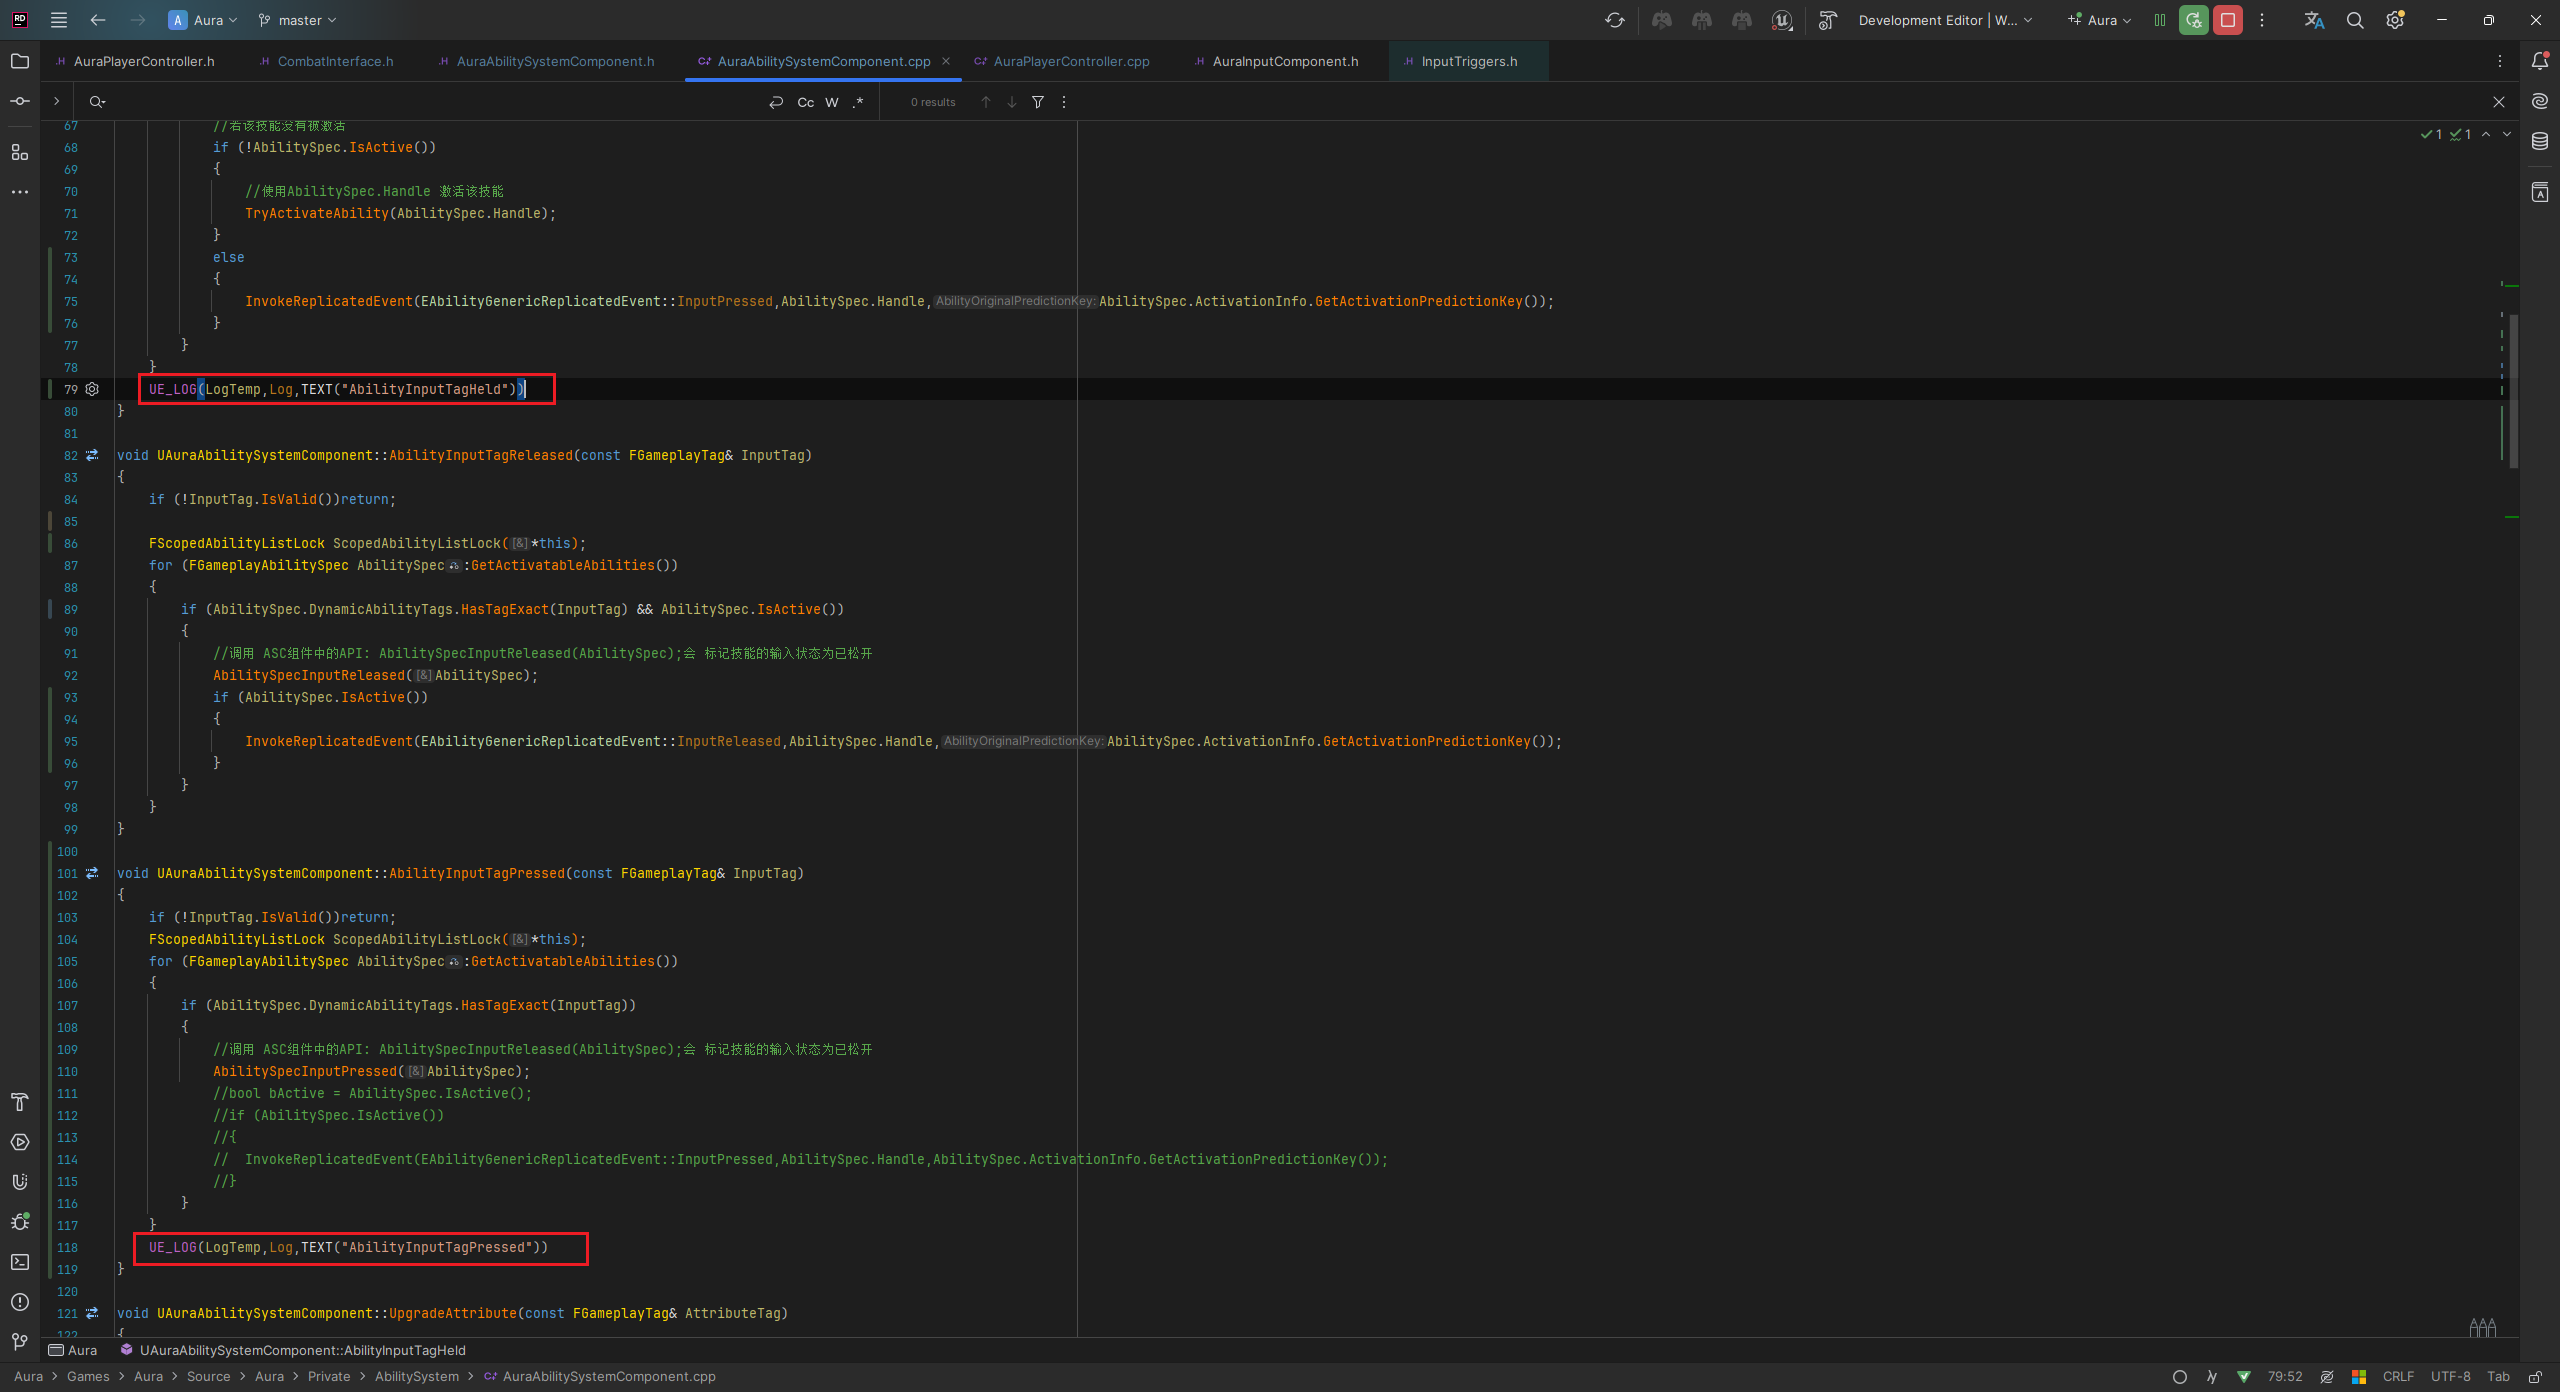 Aura master Development Editor | W... Aura
AuraPlayerController.h CombatInterface.h AuraAbilitySystemComponent.h AuraAbilitySystemComponent.cpp AuraPlayerController.cpp AuraInputComponent.h InputTriggers.h
Cc W .* 0 results
67 //若该技能没有被激活
68 if (!AbilitySpec.IsActive())
69 {
70 //使用AbilitySpec.Handle 激活该技能
71 TryActivateAbility(AbilitySpec.Handle);
72 }
73 else
74 {
75 InvokeReplicatedEvent(EAbilityGenericReplicatedEvent::InputPressed,AbilitySpec.Handle,AbilityOriginalPredictionKey:AbilitySpec.ActivationInfo.GetActivationPredictionKey());
76 }
77 }
78 }
79 UE_LOG(LogTemp,Log,TEXT("AbilityInputTagHeld"))
80 }
81
82 void UAuraAbilitySystemComponent::AbilityInputTagReleased(const FGameplayTag& InputTag)
83 {
84 if (!InputTag.IsValid())return;
85
86 FScopedAbilityListLock ScopedAbilityListLock([&]*this);
87 for (FGameplayAbilitySpec AbilitySpec:GetActivatableAbilities())
88 {
89 if (AbilitySpec.DynamicAbilityTags.HasTagExact(InputTag) && AbilitySpec.IsActive())
90 {
91 //调用 ASC组件中的API: AbilitySpecInputReleased(AbilitySpec);会 标记技能的输入状态为已松开
92 AbilitySpecInputReleased([&]AbilitySpec);
93 if (AbilitySpec.IsActive())
94 {
95 InvokeReplicatedEvent(EAbilityGenericReplicatedEvent::InputReleased,AbilitySpec.Handle,AbilityOriginalPredictionKey:AbilitySpec.ActivationInfo.GetActivationPredictionKey());
96 }
97 }
98 }
99 }
100
101 void UAuraAbilitySystemComponent::AbilityInputTagPressed(const FGameplayTag& InputTag)
102 {
103 if (!InputTag.IsValid())return;
104 FScopedAbilityListLock ScopedAbilityListLock([&]*this);
105 for (FGameplayAbilitySpec AbilitySpec:GetActivatableAbilities())
106 {
107 if (AbilitySpec.DynamicAbilityTags.HasTagExact(InputTag))
108 {
109 //调用 ASC组件中的API: AbilitySpecInputReleased(AbilitySpec);会 标记技能的输入状态为已松开
110 AbilitySpecInputPressed([&]AbilitySpec);
111 //bool bActive = AbilitySpec.IsActive();
112 //if (AbilitySpec.IsActive())
113 //{
114 // InvokeReplicatedEvent(EAbilityGenericReplicatedEvent::InputPressed,AbilitySpec.Handle,AbilitySpec.ActivationInfo.GetActivationPredictionKey());
115 //}
116 }
117 }
118 UE_LOG(LogTemp,Log,TEXT("AbilityInputTagPressed"))
119 }
120
121 void UAuraAbilitySystemComponent::UpgradeAttribute(const FGameplayTag& AttributeTag)
122 {
Aura UAuraAbilitySystemComponent::AbilityInputTagHeld
Aura > Games > Aura > Source > Aura > Private > AbilitySystem > AuraAbilitySystemComponent.cpp 79:52 CRLF UTF-8 Tab